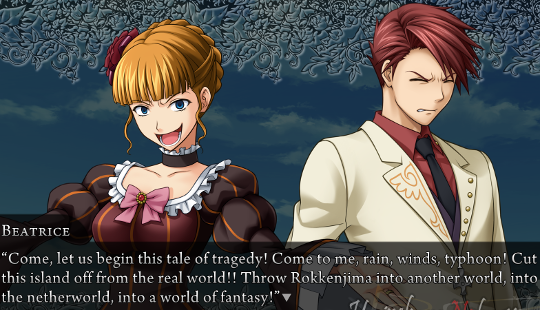 BEATRICE
“Come, let us begin this tale of tragedy! Come to me, rain, winds, typhoon! Cut
this island off from the real world!! Throw Rokkenjima into another world, into
the netherworld, into a world of fantasy!”